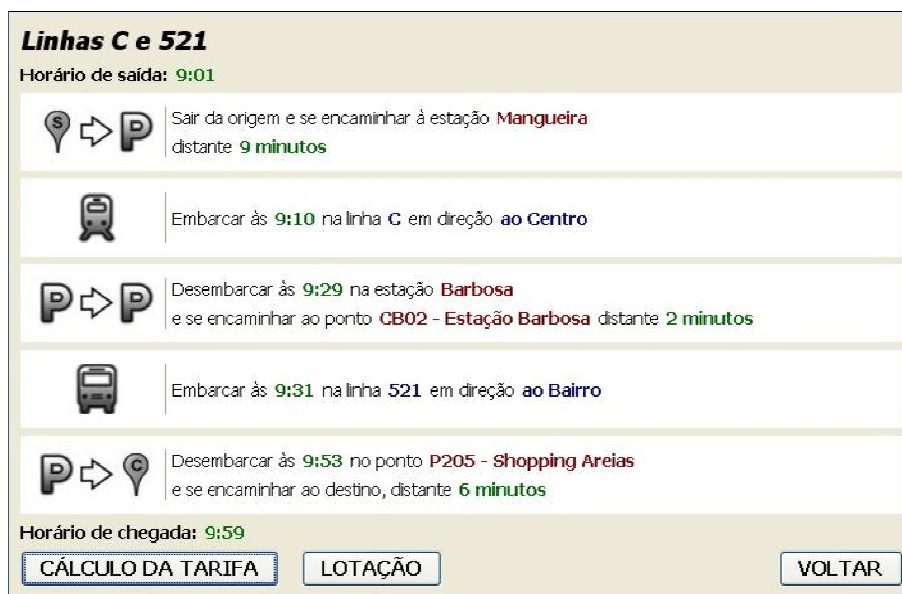 Linhas C e 521
Horário de saída: 9:01
S P
Sair da origem e se encaminhar à estação Mangueira
distante 9 minutos
Embarcar às 9:10 na linha C em direção ao Centro
P P
Desembarcar às 9:29 na estação Barbosa
e se encaminhar ao ponto CB02 - Estação Barbosa distante 2 minutos
Embarcar às 9:31 na linha 521 em direção ao Bairro
P C
Desembarcar às 9:53 no ponto P205 - Shopping Areias
e se encaminhar ao destino, distante 6 minutos
Horário de chegada: 9:59
CÁLCULO DA TARIFA LOTAÇÃO VOLTAR